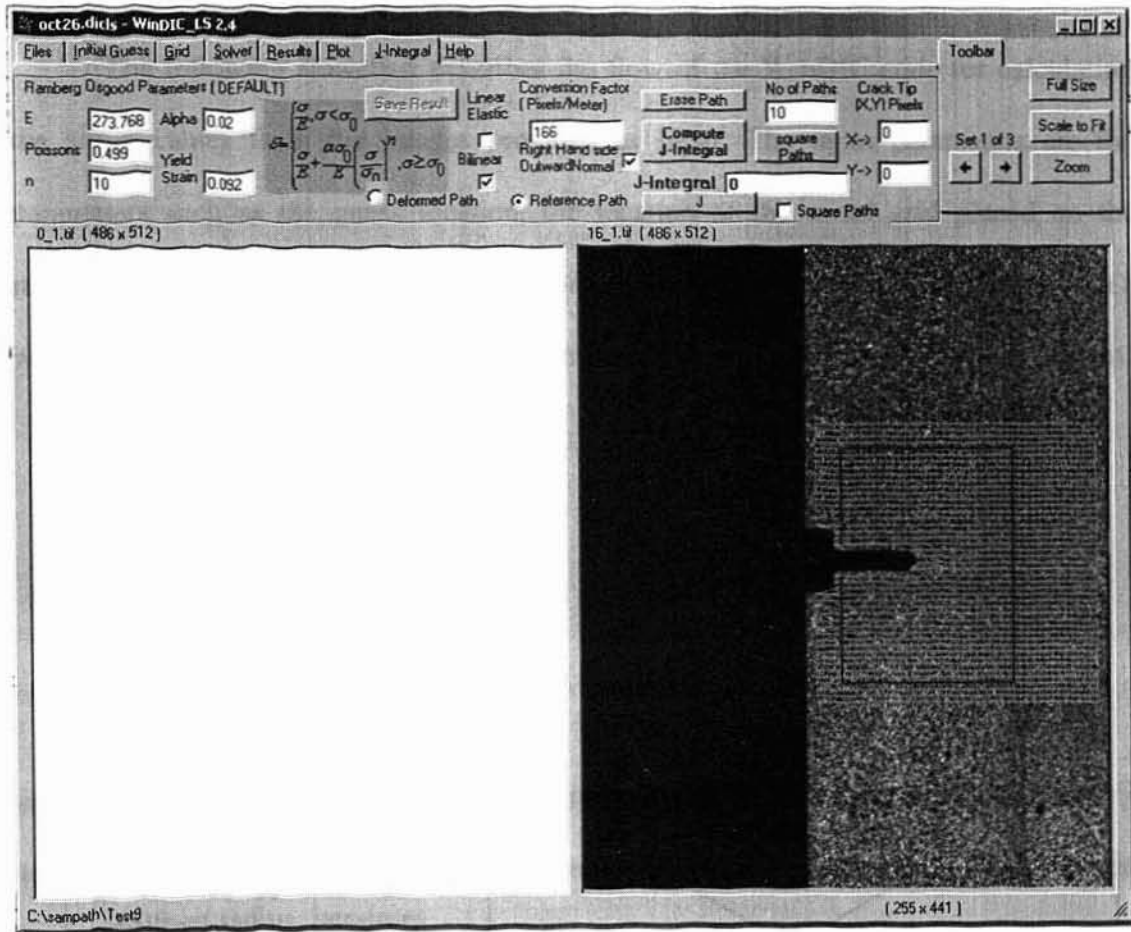 oct26.dicls - WinDIC_LS 2.4
Files Initial Guess Grid Solver Results Plot J-Integral Help
Toolbar
Ramberg Osgood Parameters (DEFAULT)
E 273.768 Alpha 0.02
Poissons 0.499
n 10 Yield Strain 0.092
ε= { σ/E, σ<σ0
σ/E + ασ0/E (σ/σn)^n, σ≥σ0
Save Result
Linear Elastic
Bilinear
Deformed Path Reference Path
Conversion Factor
(Pixels/Meter)
166
Right Hand side
OutwardNormal
Erase Path
Compute
J-Integral
J-Integral 0
J
No of Paths
10
square
Paths
Square Paths
Crack Tip
(X,Y) Pixels
X-> 0
Y-> 0
Set 1 of 3
Full Size
Scale to Fit
Zoom
0_1.tif ( 486 x 512 )
16_1.tif ( 486 x 512 )
C:\sampath\Test9
( 255 x 441 )